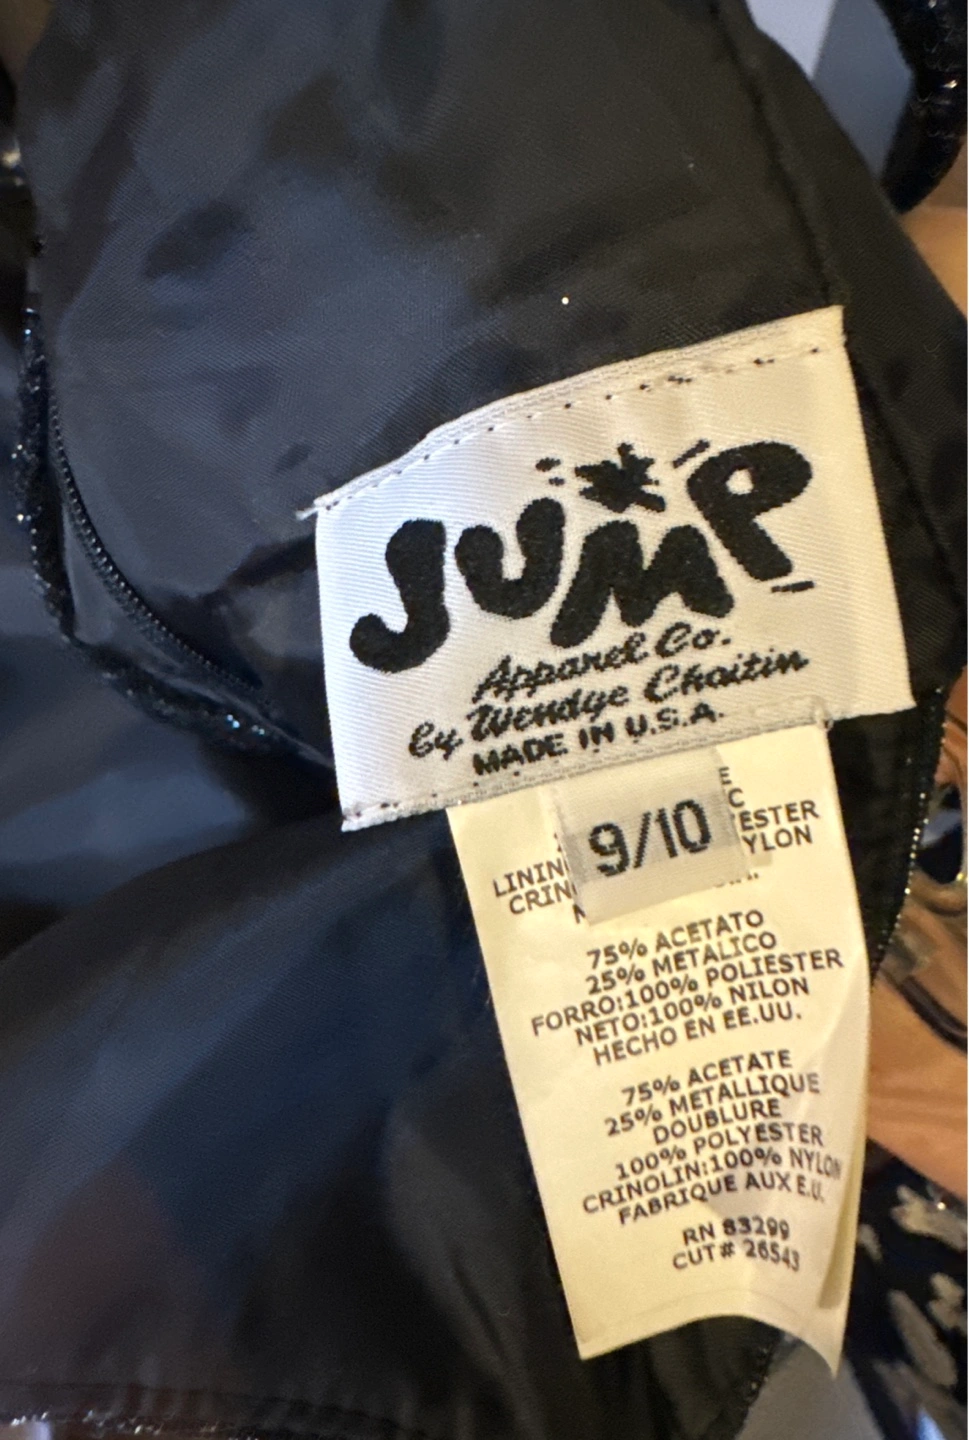 JUMP
Apparel Co.
by Wendye Chaitin
MADE IN U.S.A.
9/10
E
C
ESTER
LININ YLON
CRIN
75% ACETATO
25% METALICO
FORRO:100% POLIESTER
NETO:100% NILON
HECHO EN EE.UU.
75% ACETATE
25% METALLIQUE
DOUBLURE
100% POLYESTER
CRINOLIN:100% NYLON
FABRIQUE AUX E.U.
RN 83299
CUT# 26543